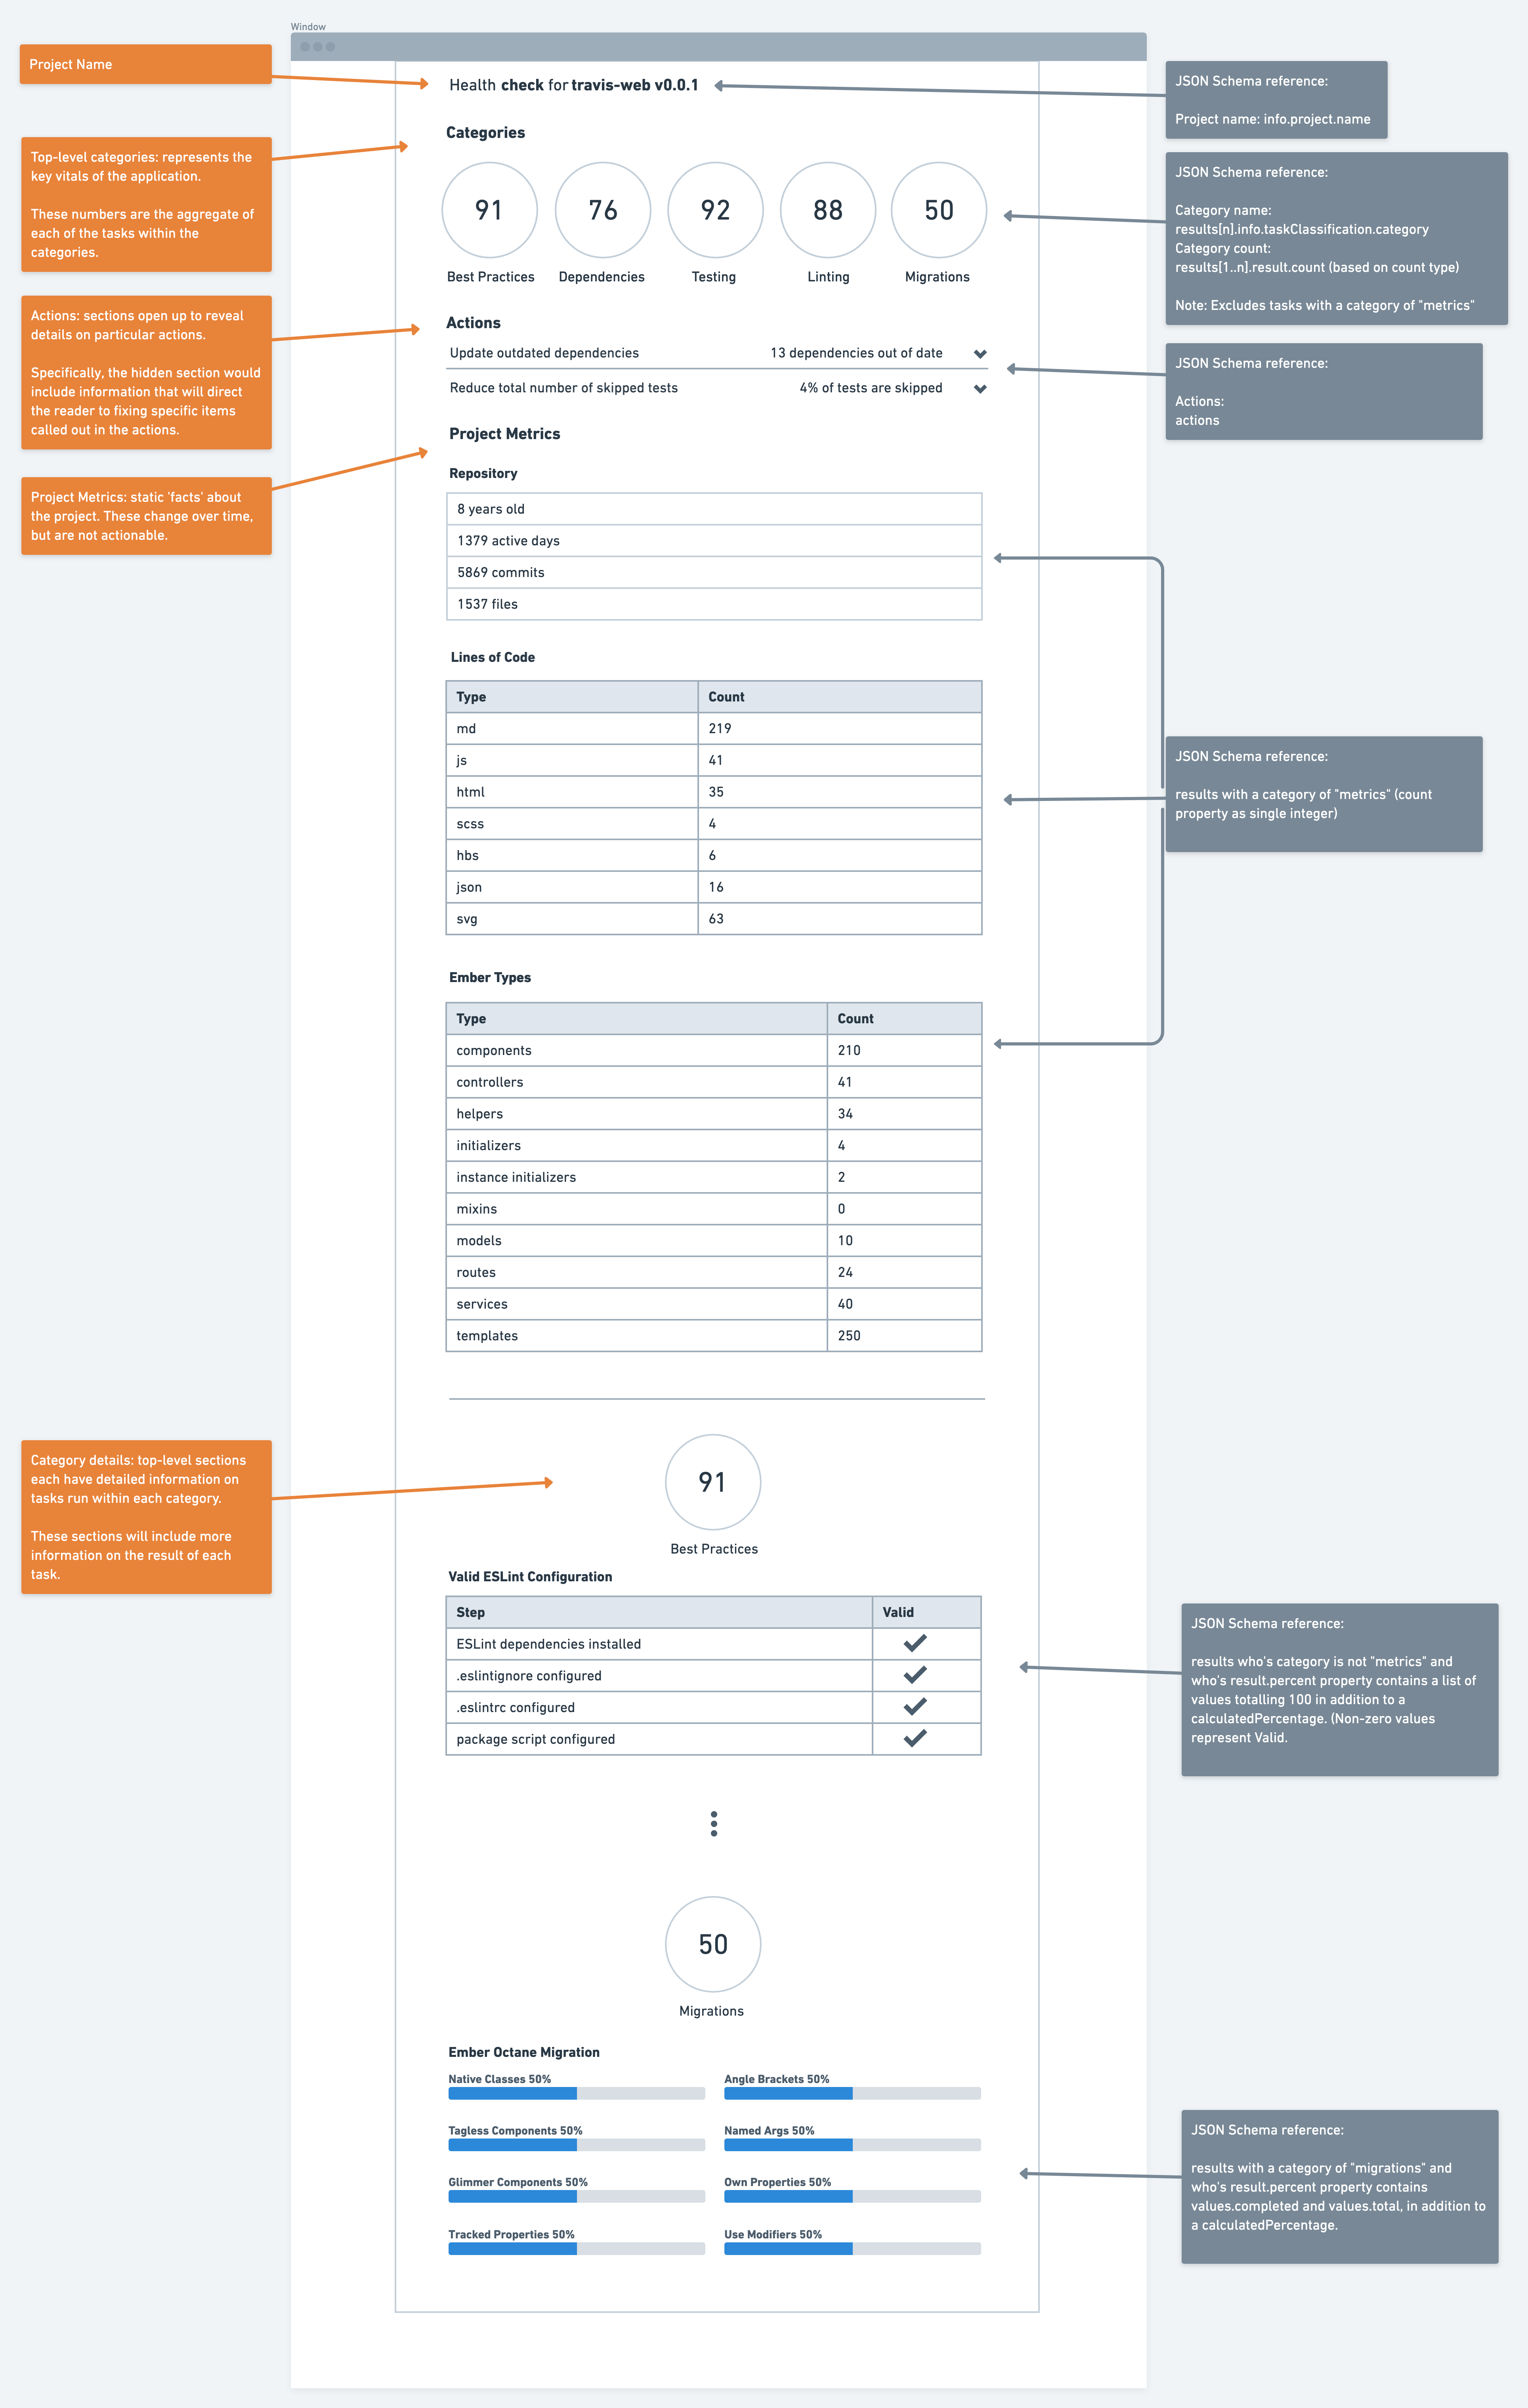 Window
Project Name
Health check for travis-web v0.0.1
JSON Schema reference:
Project name: info.project.name
Top-level categories: represents the
key vitals of the application.
These numbers are the aggregate of
each of the tasks within the
categories.
Categories
91
76
92
88
50
Best Practices
Dependencies
Testing
Linting
Migrations
JSON Schema reference:
Category name:
results[n].info.taskClassification.category
Category count:
results[1..n].result.count (based on count type)
Note: Excludes tasks with a category of "metrics"
Actions: sections open up to reveal
details on particular actions.
Specifically, the hidden section would
include information that will direct
the reader to fixing specific items
called out in the actions.
Actions
Update outdated dependencies 13 dependencies out of date
Reduce total number of skipped tests 4% of tests are skipped
JSON Schema reference:
Actions:
actions
Project Metrics: static 'facts' about
the project. These change over time,
but are not actionable.
Project Metrics
Repository
8 years old
1379 active days
5869 commits
1537 files
Lines of Code
Type Count
md 219
js 41
html 35
scss 4
hbs 6
json 16
svg 63
JSON Schema reference:
results with a category of "metrics" (count
property as single integer)
Ember Types
Type Count
components 210
controllers 41
helpers 34
initializers 4
instance initializers 2
mixins 0
models 10
routes 24
services 40
templates 250
Category details: top-level sections
each have detailed information on
tasks run within each category.
These sections will include more
information on the result of each
task.
91
Best Practices
Valid ESLint Configuration
Step Valid
ESLint dependencies installed
.eslintignore configured
.eslintrc configured
package script configured
JSON Schema reference:
results who's category is not "metrics" and
who's result.percent property contains a list of
values totalling 100 in addition to a
calculatedPercentage. (Non-zero values
represent Valid.
50
Migrations
Ember Octane Migration
Native Classes 50% Angle Brackets 50%
Tagless Components 50% Named Args 50%
Glimmer Components 50% Own Properties 50%
Tracked Properties 50% Use Modifiers 50%
JSON Schema reference:
results with a category of "migrations" and
who's result.percent property contains
values.completed and values.total, in addition to
a calculatedPercentage.